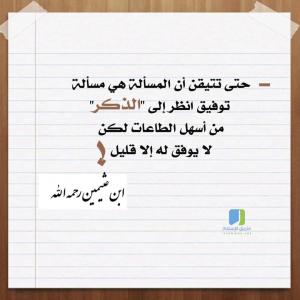 – حتى تتيقن أن المسألة هي مسألة
توفيق انظر إلى "الذكر"
من أسهل الطاعات لكن
لا يوفق له إلا قليل !
ابن عثيمين رحمه الله
طريق الإسلام